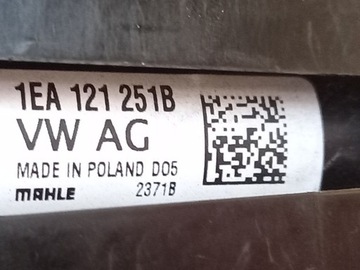 1EA 121 251B
VW AG
MADE IN POLAND D05
MAHLE 2371B